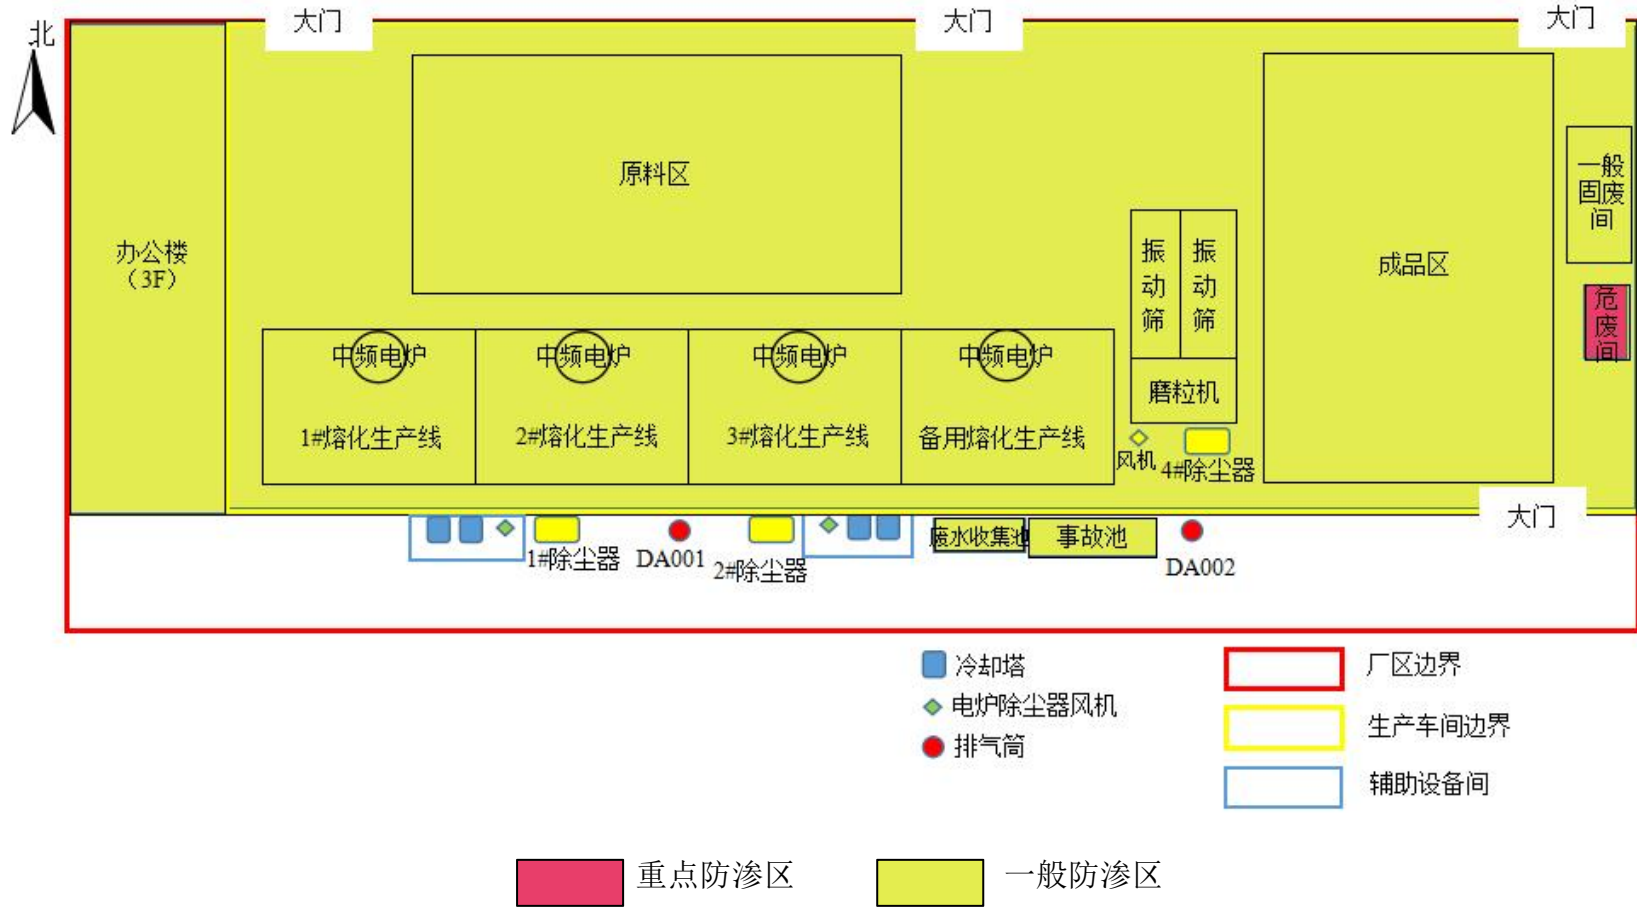 大门
大门
大门
北
原料区
一般
固废
间
办公楼
（3F）
振动筛
振动筛
成品区
危废间
中频电炉
中频电炉
中频电炉
中频电炉
磨粒机
1#熔化生产线
2#熔化生产线
3#熔化生产线
备用熔化生产线
风机
4#除尘器
大门
1#除尘器
DA001
2#除尘器
废水收集池
事故池
DA002
冷却塔
厂区边界
电炉除尘器风机
生产车间边界
排气筒
辅助设备间
重点防渗区
一般防渗区